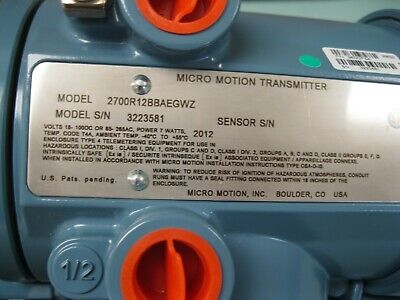 MICRO MOTION TRANSMITTER
MODEL 2700R12BBAEGWZ
MODEL S/N 3223581 SENSOR S/N
VOLTS 18- 100DC OR 85- 265AC, POWER 7 WATTS, 2012
TEMP. CODE T4A, AMBIENT TEMP. -40°C TO +55°C
ENCLOSURE TYPE 4 TELEMETERING EQUIPMENT FOR USE IN
HAZARDOUS LOCATIONS: CLASS I, DIV. 1, GROUPS C AND D, CLASS I, DIV. 2, GROUPS A, B, C AND D, CLASS II GROUPS E, F, G.
INTRINSICALLY SAFE [Ex ia] SECURITE INTRINSEQUE [Ex ia] ASSOCIATED EQUIPMENT / APPAREILLAGE CONNEXE.
WHEN INSTALLED IN ACCORDANCE WITH MICRO MOTION INSTALLATION INSTRUCTIONS
WARNING: TO REDUCE RISK OF IGNITION OF HAZARDOUS ATMOSPHERES, CONDUIT
RUNS MUST HAVE A SEAL FITTING CONNECTED WITHIN 18 INCHES OF THE
ENCLOSURE.
U.S. Pats. pending.
MICRO MOTION, INC. BOULDER, CO USA
1/2